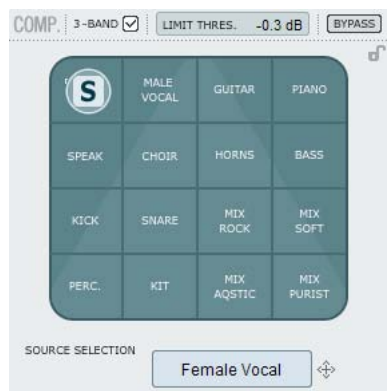 COMP. 3-BAND LIMIT THRES. -0.3 dB BYPASS
S MALE VOCAL GUITAR PIANO
SPEAK CHOIR HORNS BASS
KICK SNARE MIX ROCK MIX SOFT
PERC. KIT MIX AQSTIC MIX PURIST
SOURCE SELECTION
Female Vocal